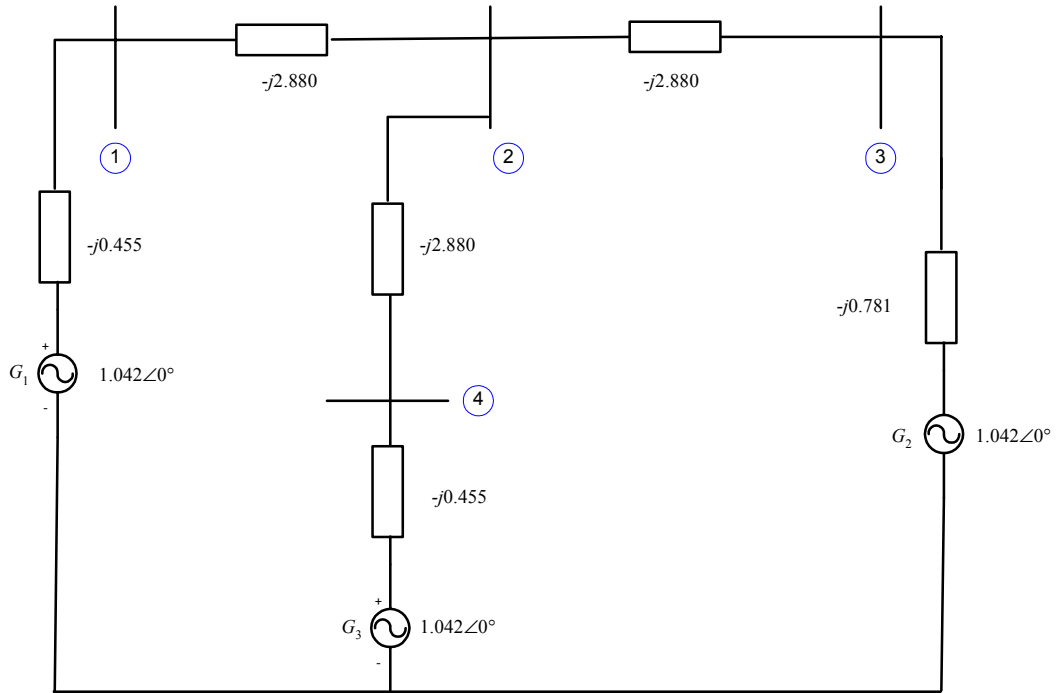 -j2.880
-j2.880
1
2
3
-j0.455
-j2.880
-j0.781
+
G1 1.042∠0°
-
4
G2 1.042∠0°
-j0.455
+
G3 1.042∠0°
-